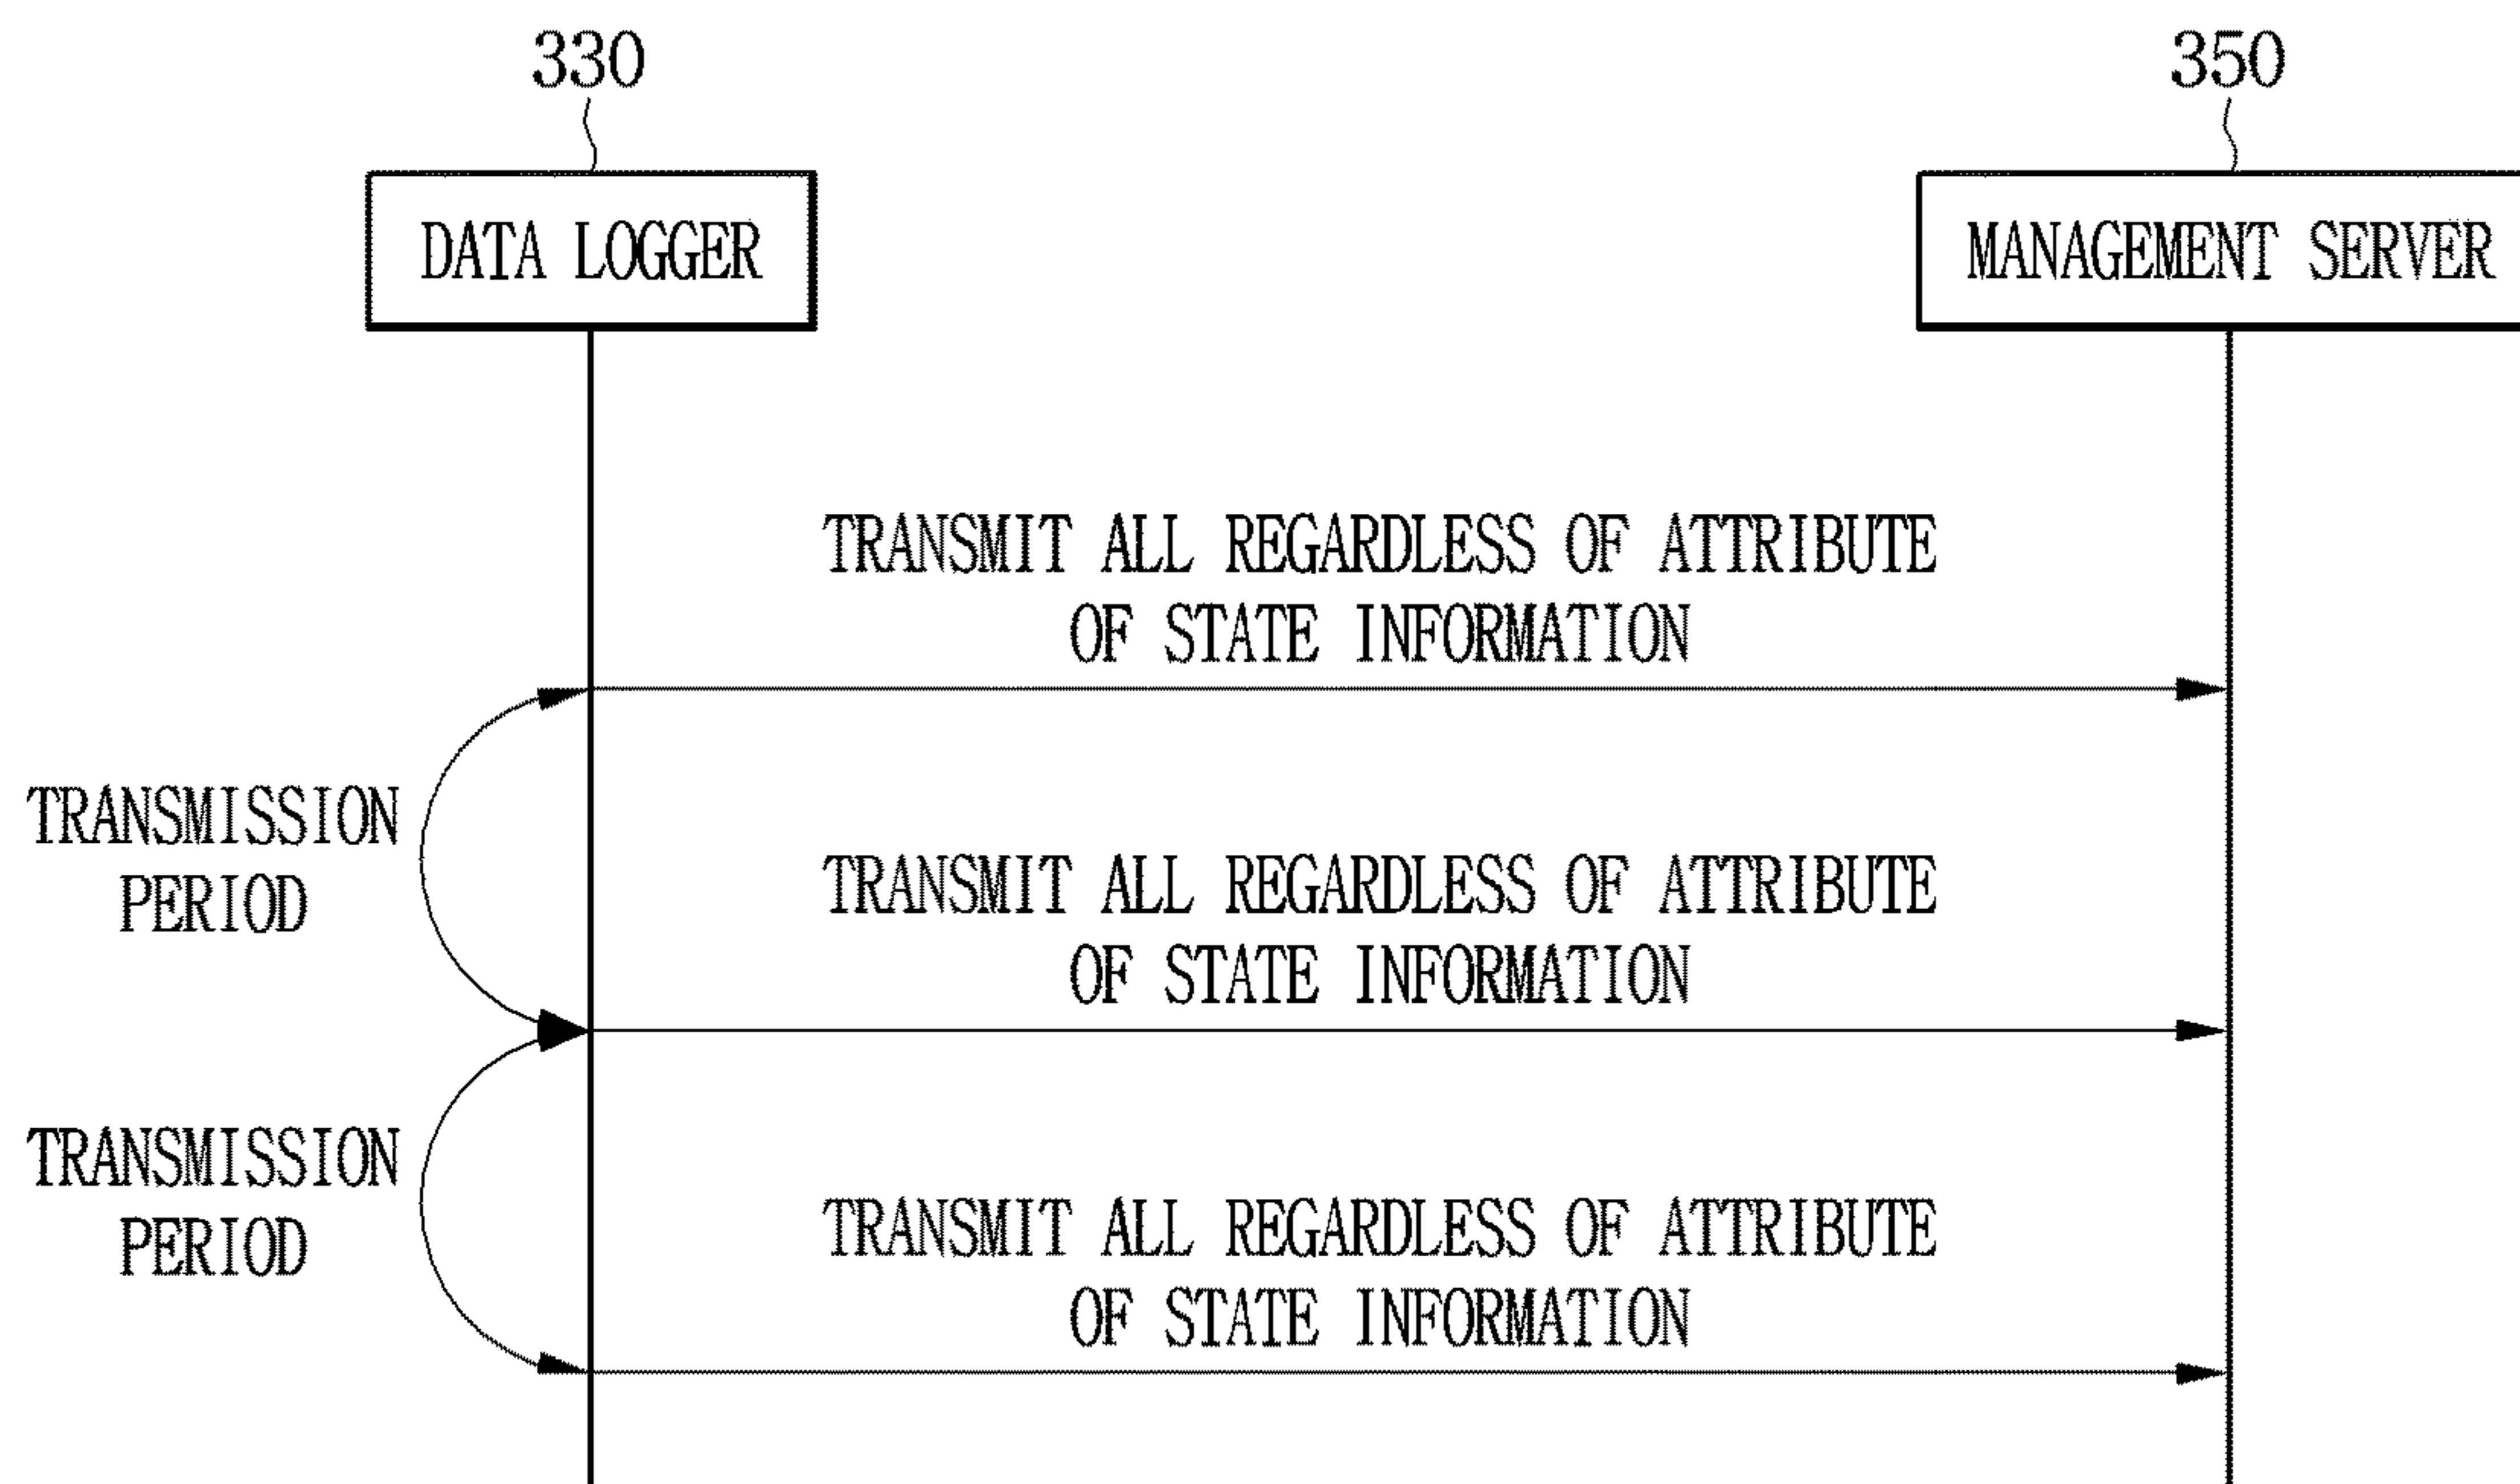 330
350
DATA LOGGER
MANAGEMENT SERVER
TRANSMIT ALL REGARDLESS OF ATTRIBUTE
OF STATE INFORMATION
TRANSMISSION
PERIOD
TRANSMIT ALL REGARDLESS OF ATTRIBUTE
OF STATE INFORMATION
TRANSMISSION
PERIOD
TRANSMIT ALL REGARDLESS OF ATTRIBUTE
OF STATE INFORMATION